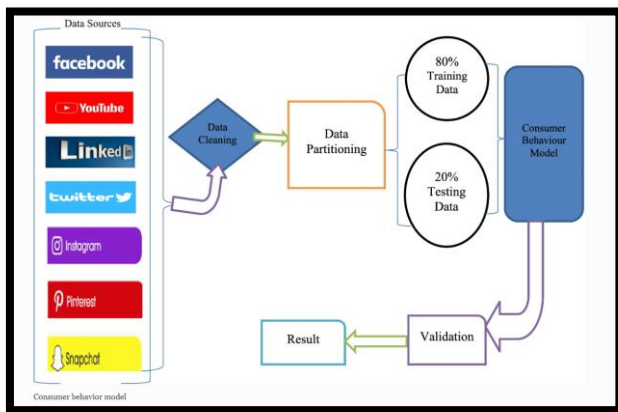 Data Sources
facebook
YouTube
Linked in
twitter
Instagram
Pinterest
Snapchat
Data
Cleaning
Data
Partitioning
80%
Training
Data
20%
Testing
Data
Consumer
Behaviour
Model
Validation
Result
Consumer behavior model